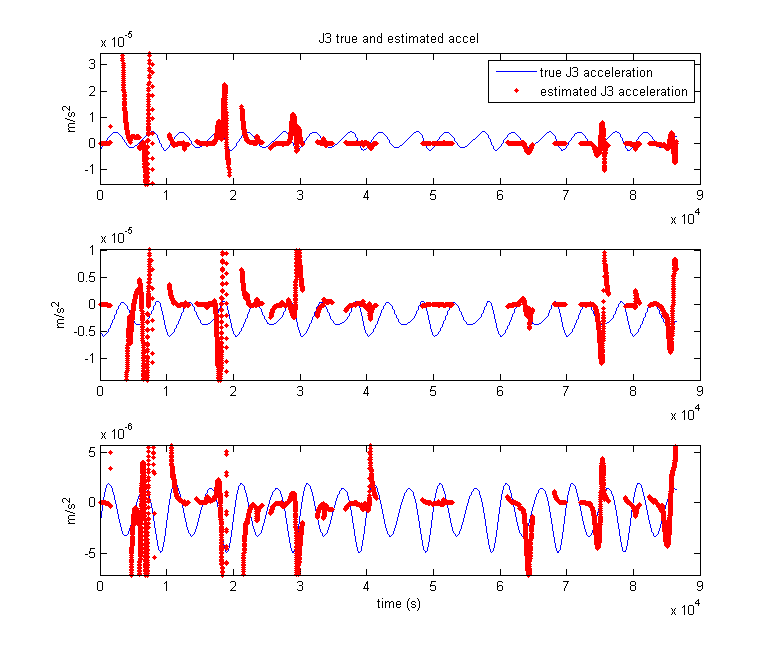 J3 true and estimated accel
x 10^-5
3
2
1
0
-1
m/s^2
true J3 acceleration
estimated J3 acceleration
0 1 2 3 4 5 6 7 8 9
x 10^4
x 10^-5
1
0.5
0
-0.5
-1
m/s^2
0 1 2 3 4 5 6 7 8 9
x 10^4
x 10^-6
5
0
-5
m/s^2
0 1 2 3 4 5 6 7 8 9
time (s)
x 10^4